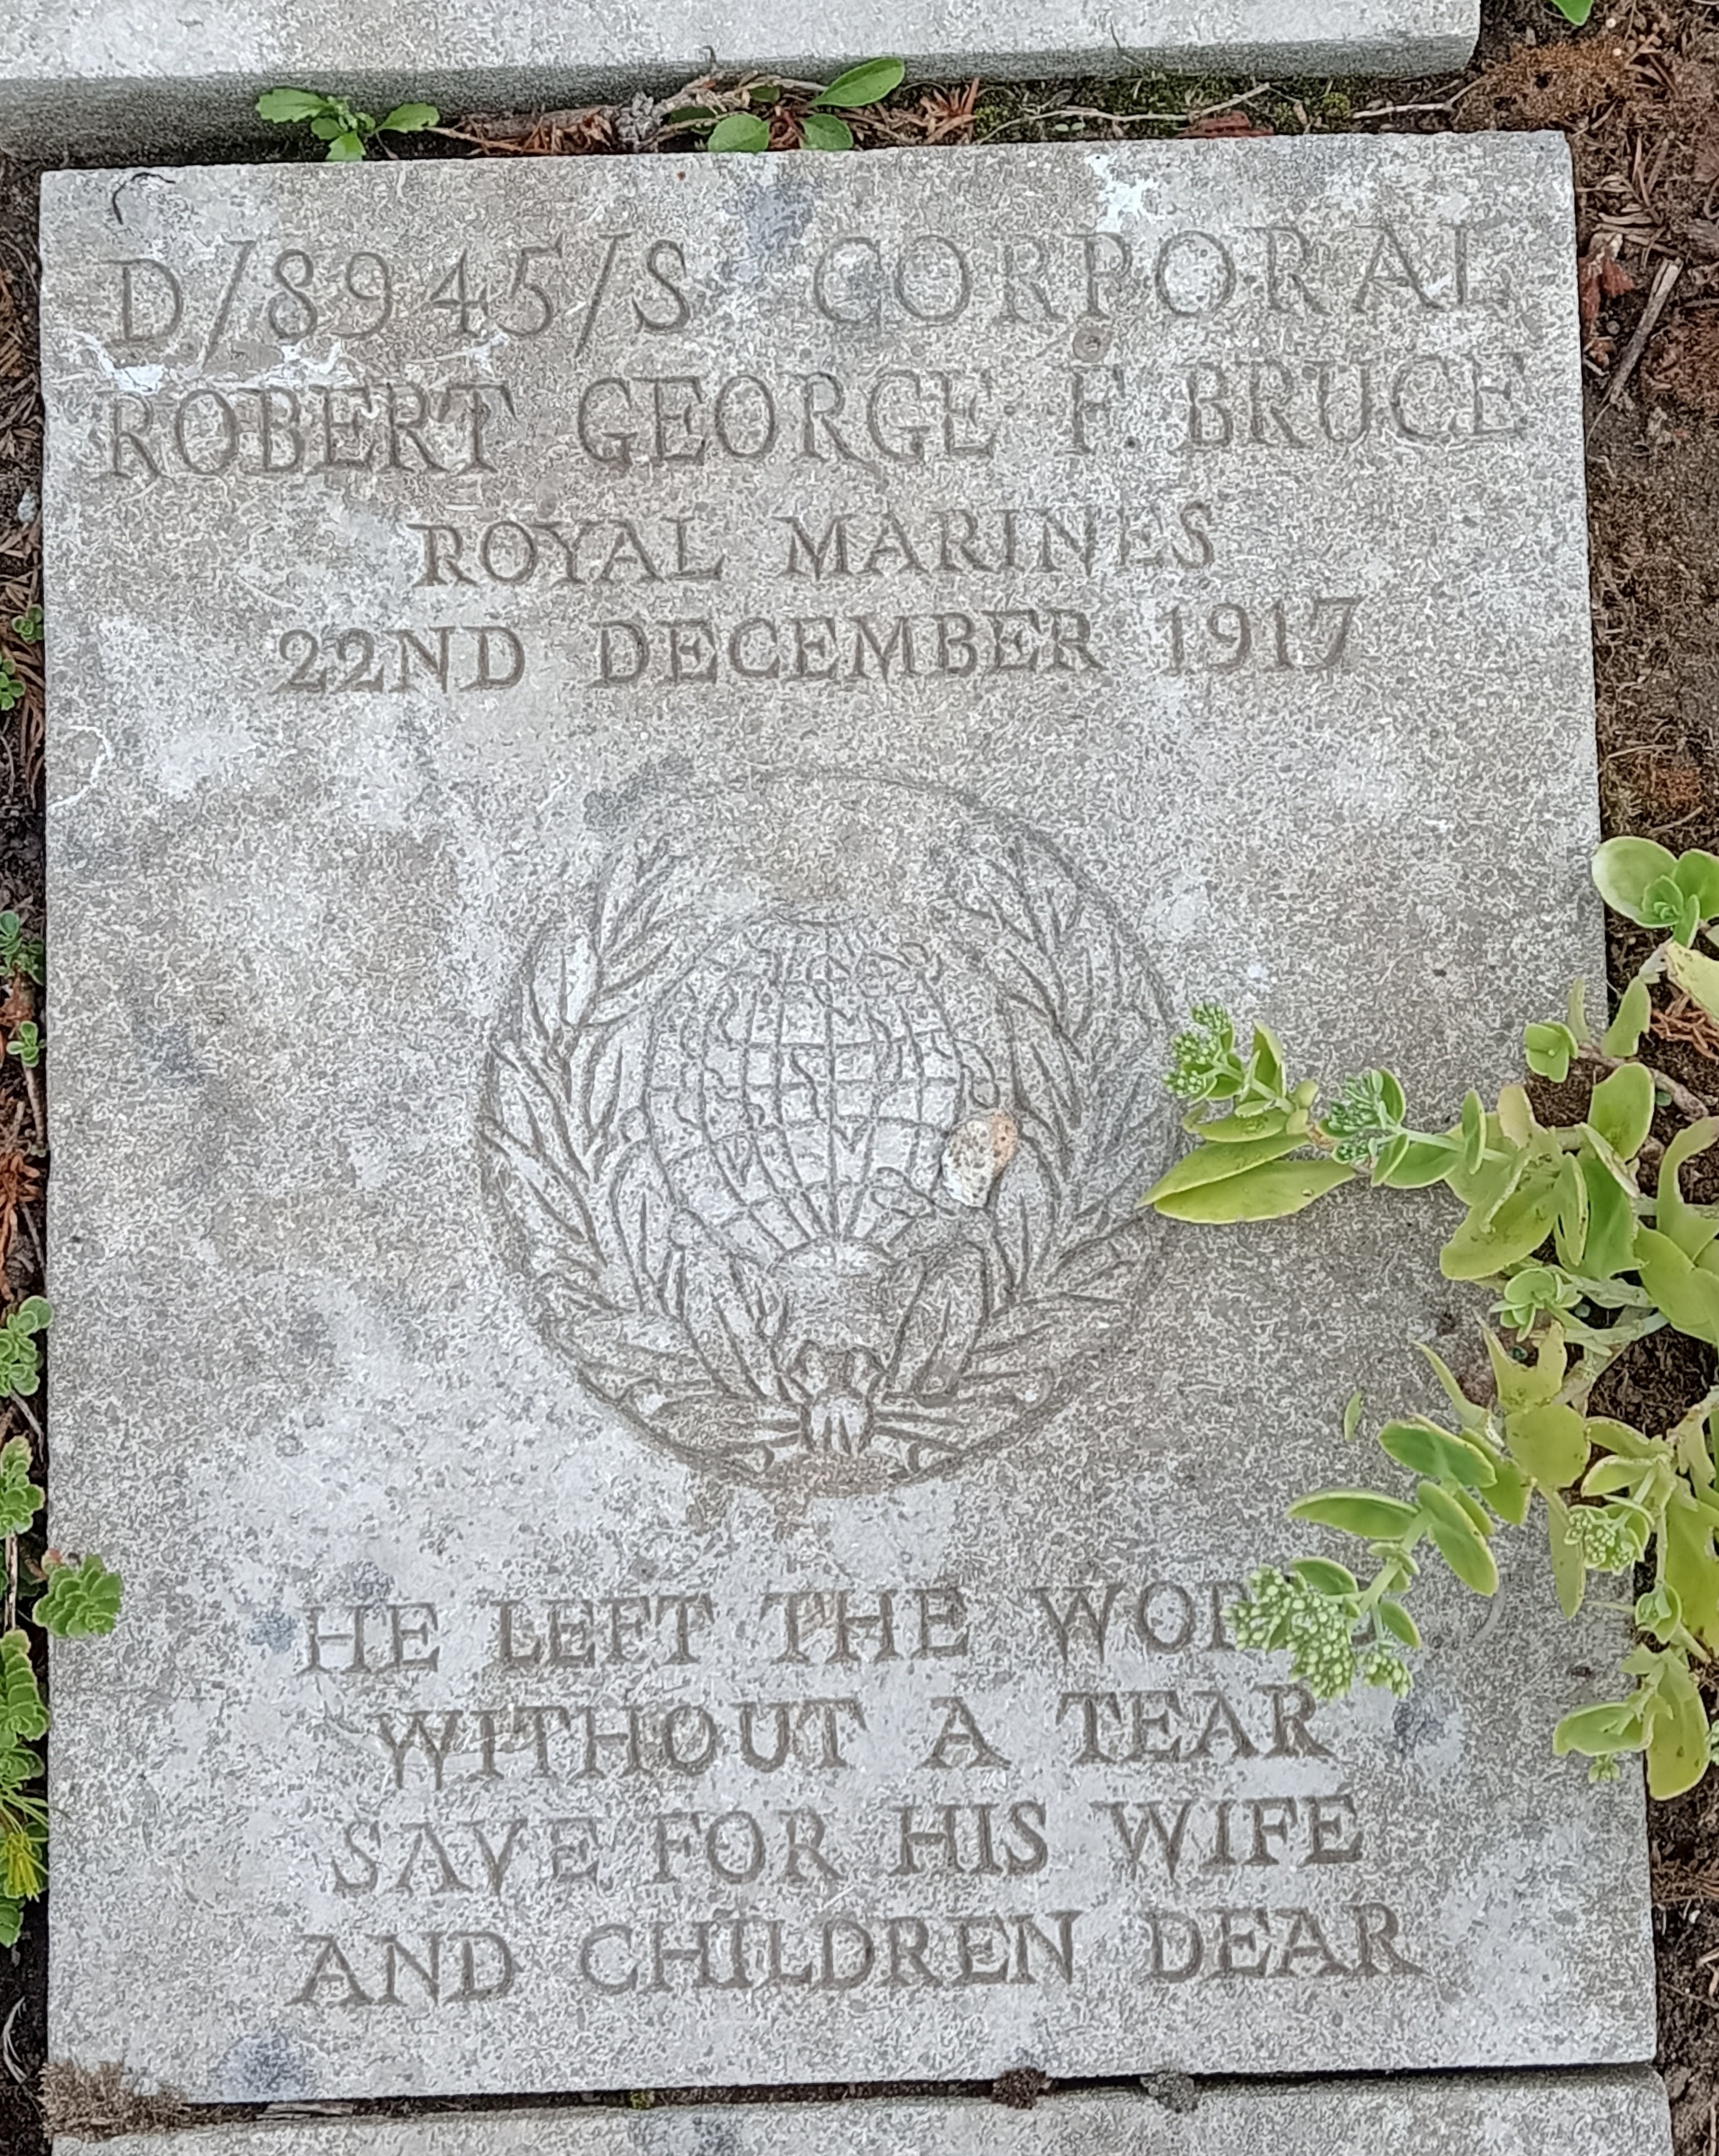 D/8945/S CORPORAL
ROBERT GEORGE F. BRUCE
ROYAL MARINES
22ND DECEMBER 1917
HE LEFT THE
WITHOUT A TEAR
SAVE FOR HIS WIFE
AND CHILDREN DEAR